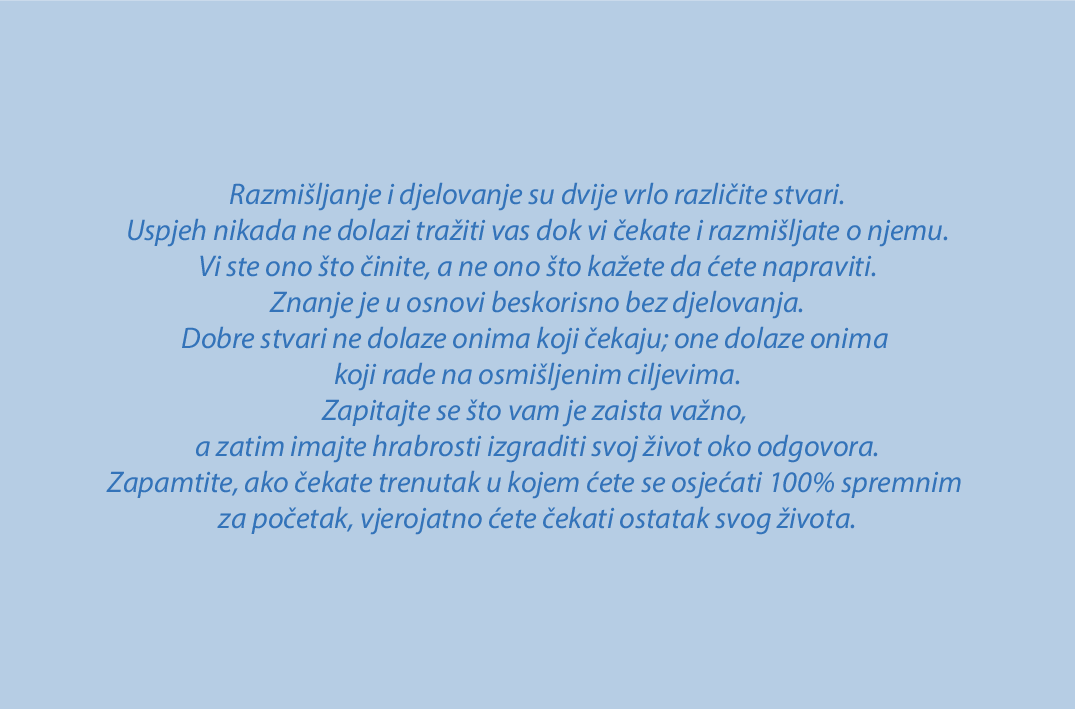 Razmišljanje i djelovanje su dvije vrlo različite stvari.
Uspjeh nikada ne dolazi tražiti vas dok vi čekate i razmišljate o njemu.
Vi ste ono što činite, a ne ono što kažete da ćete napraviti.
Znanje je u osnovi beskorisno bez djelovanja.
Dobre stvari ne dolaze onima koji čekaju; one dolaze onima
koji rade na osmišljenim ciljevima.
Zapitajte se što vam je zaista važno,
a zatim imajte hrabrosti izgraditi svoj život oko odgovora.
Zapamtite, ako čekate trenutak u kojem ćete se osjećati 100% spremnim
za početak, vjerojatno ćete čekati ostatak svog života.